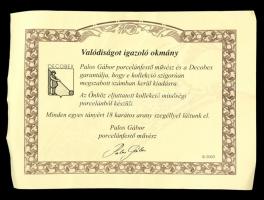 Valódiságot igazoló okmány
DECOBEX
Palos Gábor porcelánfestő művész és a Decobex
garantálja, hogy e kollekció szigorúan
megszabott számban kerül kiadásra.
Az Önhöz eljuttatott kollekció minőségi
porcelánból készült.
Minden egyes tányért 18 karátos arany szegéllyel láttunk el.
Palos Gábor
porcelánfestő művész
Palos Gábor